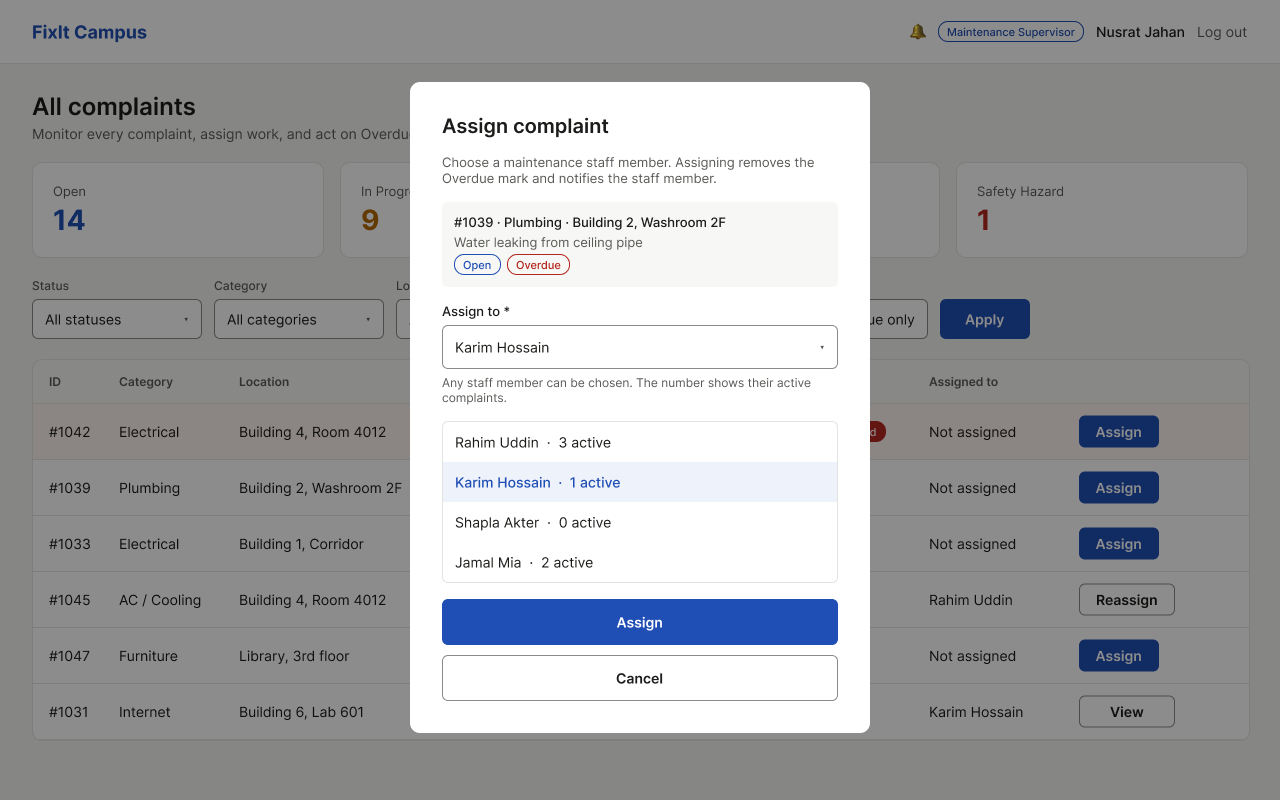 FixIt Campus
🔔 Maintenance Supervisor Nusrat Jahan Log out
All complaints
Monitor every complaint, assign work, and act on
Open
14
In
9
Safety Hazard
1
Status
Category
All statuses
All categories
only
Apply
ID Category Location Assigned to
#1042 Electrical Building 4, Room 4012 Not assigned Assign
#1039 Plumbing Building 2, Washroom 2F Not assigned Assign
#1033 Electrical Building 1, Corridor Not assigned Assign
#1045 AC / Cooling Building 4, Room 4012 Rahim Uddin Reassign
#1047 Furniture Library, 3rd floor Not assigned Assign
#1031 Internet Building 6, Lab 601 Karim Hossain View
Assign complaint
Choose a maintenance staff member. Assigning removes the
Overdue mark and notifies the staff member.
#1039 · Plumbing · Building 2, Washroom 2F
Water leaking from ceiling pipe
Open Overdue
Assign to *
Karim Hossain
Any staff member can be chosen. The number shows their active
complaints.
Rahim Uddin · 3 active
Karim Hossain · 1 active
Shapla Akter · 0 active
Jamal Mia · 2 active
Assign
Cancel